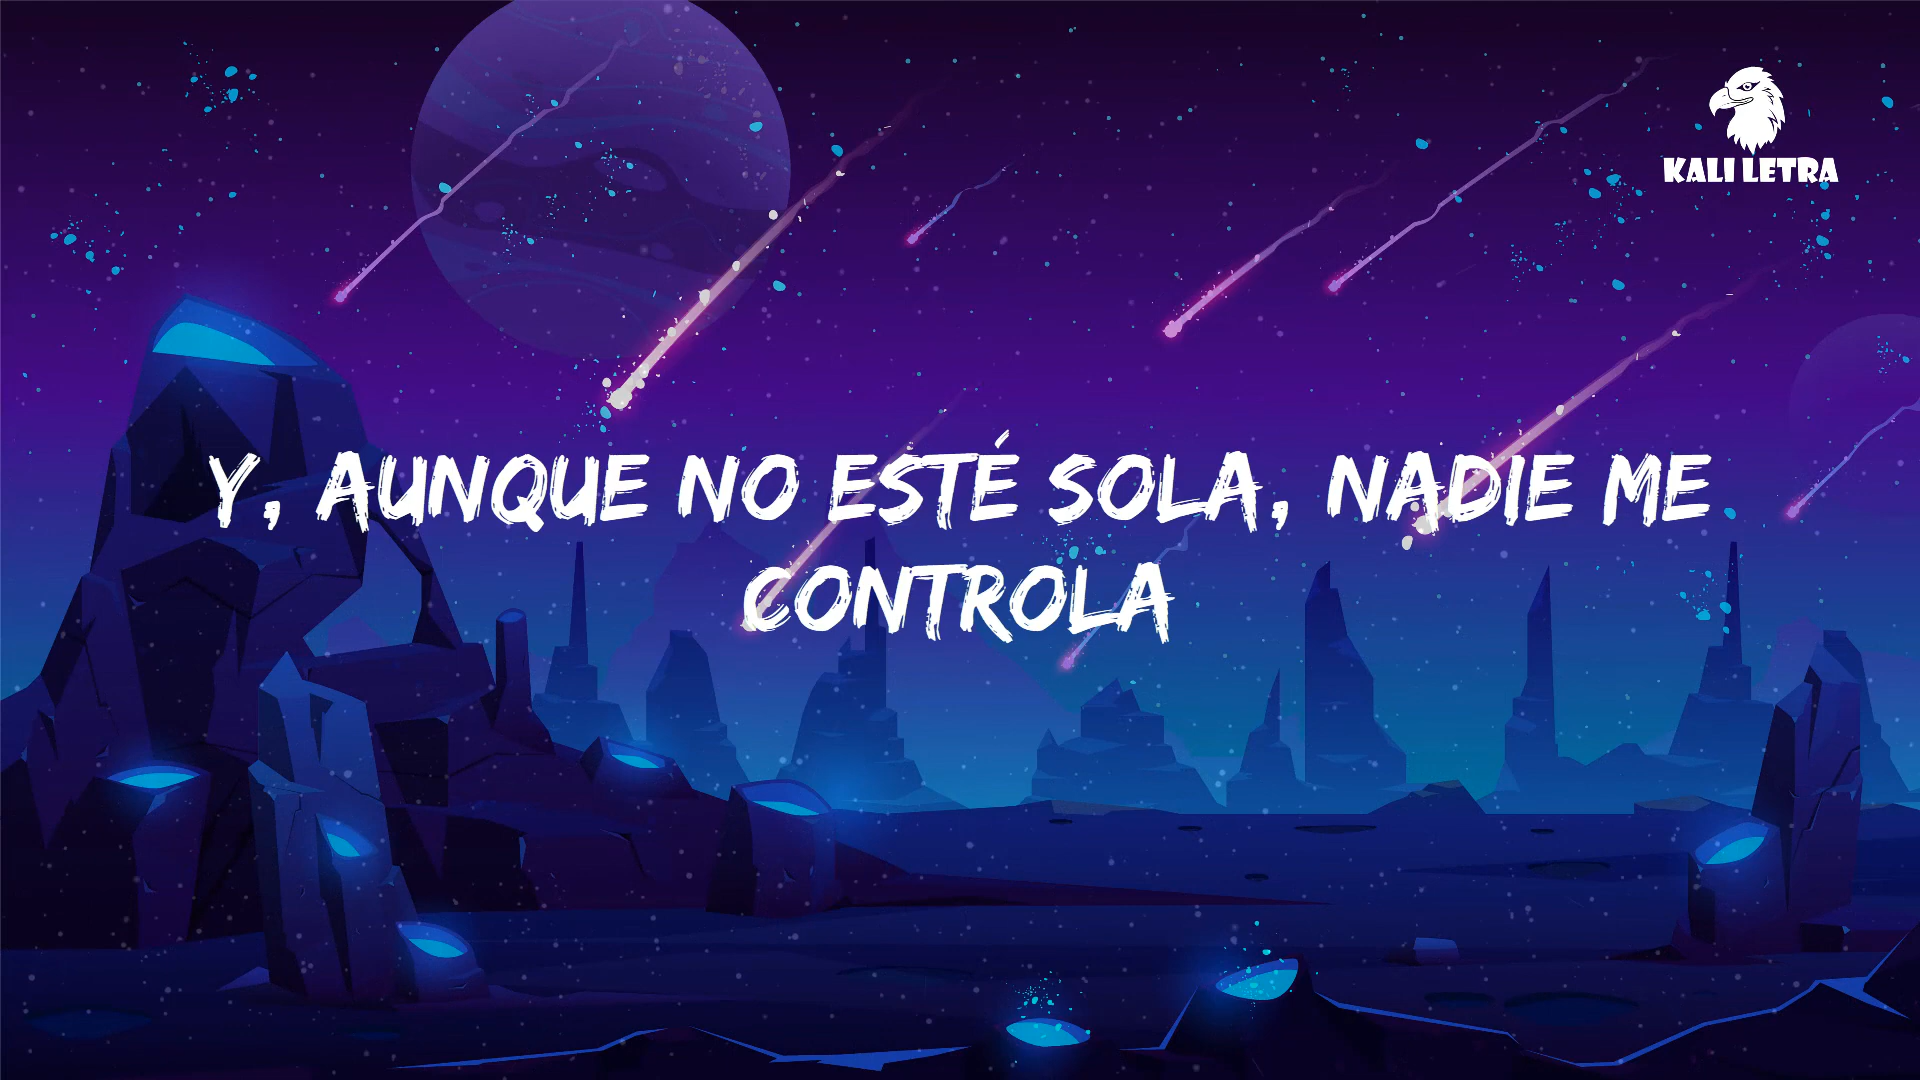 KALI LETRA
Y, AUNQUE NO ESTÉ SOLA, NADIE ME
CONTROLA